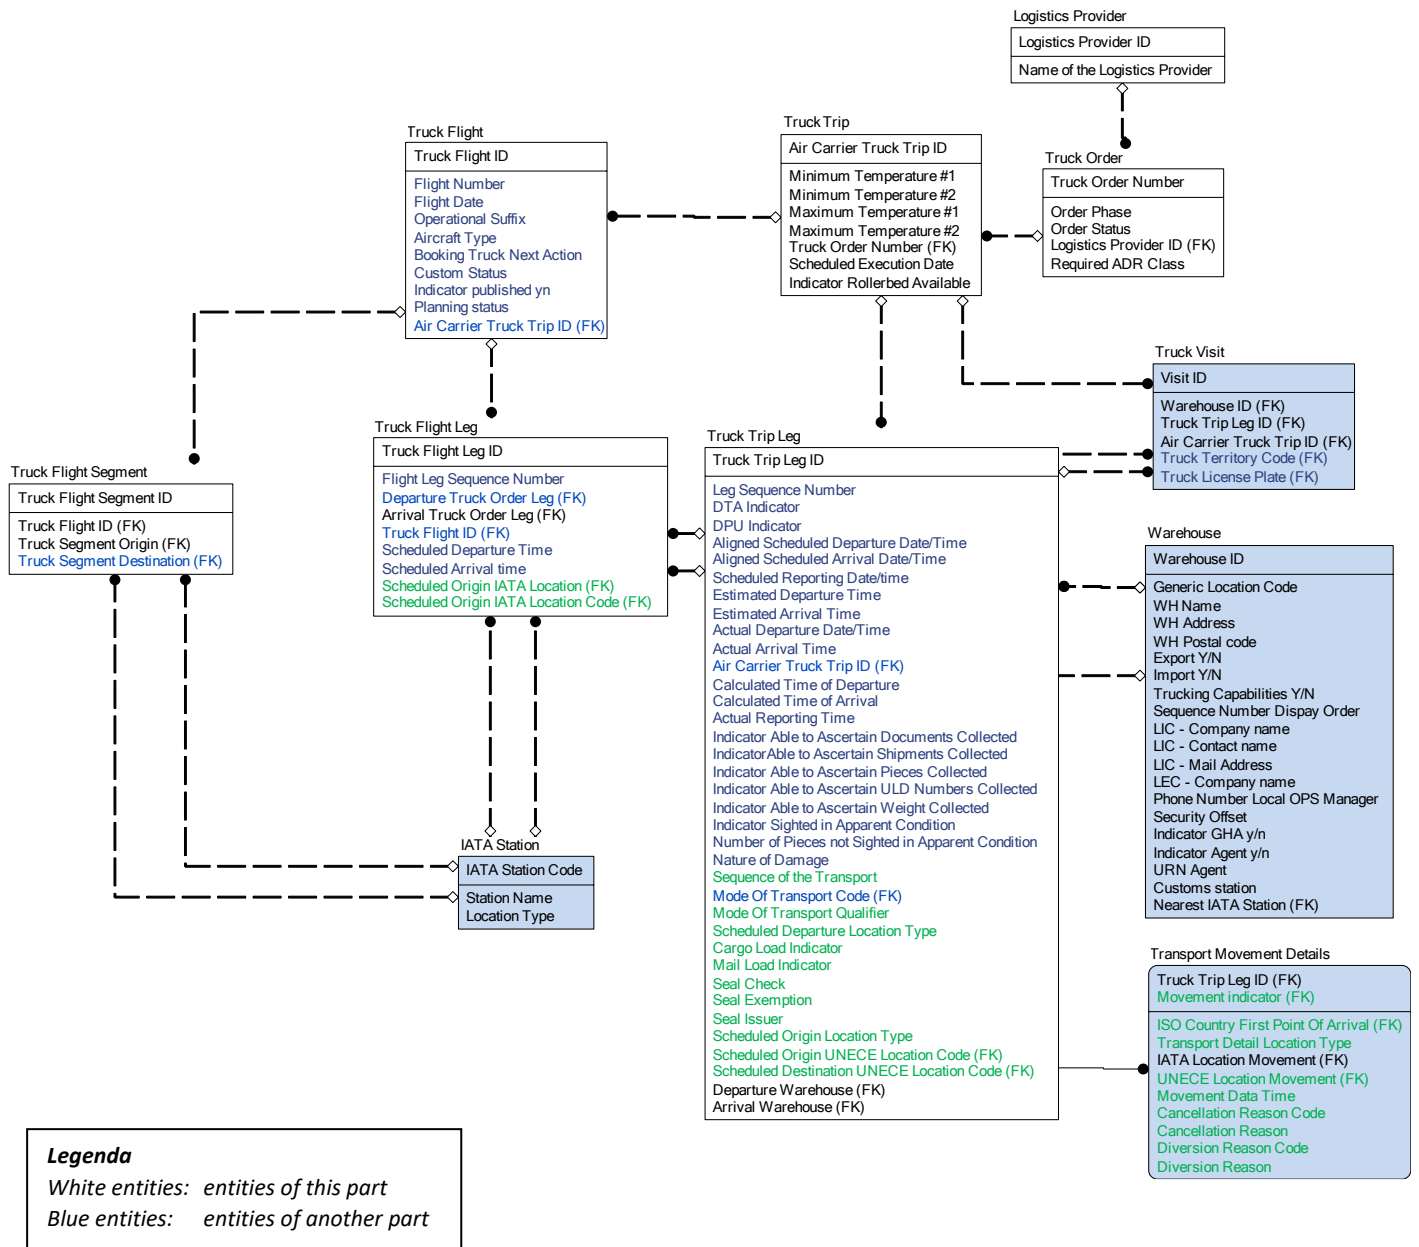 Logistics Provider
Logistics Provider ID
Name of the Logistics Provider
Truck Flight
Truck Flight ID
Flight Number
Flight Date
Operational Suffix
Aircraft Type
Booking Truck Next Action
Custom Status
Indicator published yn
Planning status
Air Carrier Truck Trip ID (FK)
Truck Trip
Air Carrier Truck Trip ID
Minimum Temperature #1
Minimum Temperature #2
Maximum Temperature #1
Maximum Temperature #2
Truck Order Number (FK)
Scheduled Execution Date
Indicator Rollerbed Available
Truck Order
Truck Order Number
Order Phase
Order Status
Logistics Provider ID (FK)
Required ADR Class
Truck Visit
Visit ID
Warehouse ID (FK)
Truck Trip Leg ID (FK)
Air Carrier Truck Trip ID (FK)
Truck Territory Code (FK)
Truck License Plate (FK)
Truck Flight Segment
Truck Flight Segment ID
Truck Flight ID (FK)
Truck Segment Origin (FK)
Truck Segment Destination (FK)
Truck Flight Leg
Truck Flight Leg ID
Flight Leg Sequence Number
Departure Truck Order Leg (FK)
Arrival Truck Order Leg (FK)
Truck Flight ID (FK)
Scheduled Departure Time
Scheduled Arrival time
Scheduled Origin IATA Location (FK)
Scheduled Origin IATA Location Code (FK)
Truck Trip Leg
Truck Trip Leg ID
Leg Sequence Number
DTA Indicator
DPU Indicator
Aligned Scheduled Departure Date/Time
Aligned Scheduled Arrival Date/Time
Scheduled Reporting Date/time
Estimated Departure Time
Estimated Arrival Time
Actual Departure Date/Time
Actual Arrival Time
Air Carrier Truck Trip ID (FK)
Calculated Time of Departure
Calculated Time of Arrival
Actual Reporting Time
Indicator Able to Ascertain Documents Collected
IndicatorAble to Ascertain Shipments Collected
Indicator Able to Ascertain Pieces Collected
Indicator Able to Ascertain ULD Numbers Collected
Indicator Able to Ascertain Weight Collected
Indicator Sighted in Apparent Condition
Number of Pieces not Sighted in Apparent Condition
Nature of Damage
Sequence of the Transport
Mode Of Transport Code (FK)
Mode Of Transport Qualifier
Scheduled Departure Location Type
Cargo Load Indicator
Mail Load Indicator
Seal Check
Seal Exemption
Seal Issuer
Scheduled Origin Location Type
Scheduled Origin UNECE Location Code (FK)
Scheduled Destination UNECE Location Code (FK)
Departure Warehouse (FK)
Arrival Warehouse (FK)
Warehouse
Warehouse ID
Generic Location Code
WH Name
WH Address
WH Postal code
Export Y/N
Import Y/N
Trucking Capabilities Y/N
Sequence Number Dispay Order
LIC - Company name
LIC - Contact name
LIC - Mail Address
LEC - Company name
Phone Number Local OPS Manager
Security Offset
Indicator GHA y/n
Indicator Agent y/n
URN Agent
Customs station
Nearest IATA Station (FK)
IATA Station
IATA Station Code
Station Name
Location Type
Transport Movement Details
Truck Trip Leg ID (FK)
Movement indicator (FK)
ISO Country First Point Of Arrival (FK)
Transport Detail Location Type
IATA Location Movement (FK)
UNECE Location Movement (FK)
Movement Data Time
Cancellation Reason Code
Cancellation Reason
Diversion Reason Code
Diversion Reason
Legenda
White entities: entities of this part
Blue entities: entities of another part